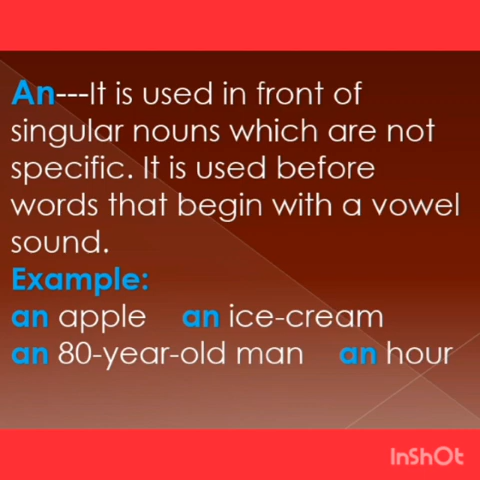 An---It is used in front of
singular nouns which are not
specific. It is used before
words that begin with a vowel
sound.
Example:
an apple an ice-cream
an 80-year-old man an hour
InShOt